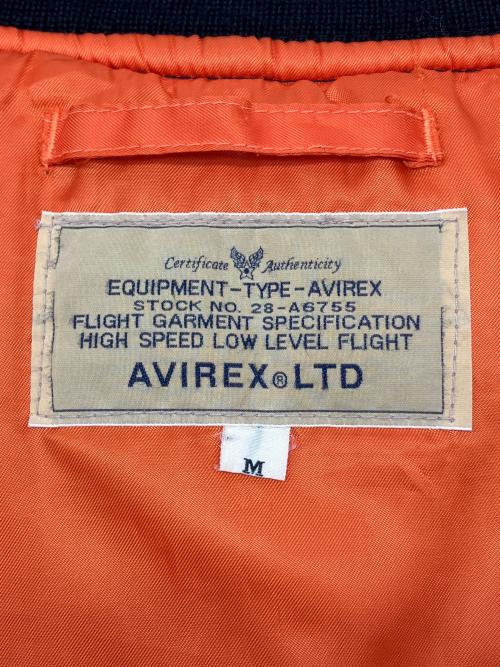 Certificate Authenticity
EQUIPMENT-TYPE-AVIREX
STOCK NO. 28-A6755
FLIGHT GARMENT SPECIFICATION
HIGH SPEED LOW LEVEL FLIGHT
AVIREX® LTD
M